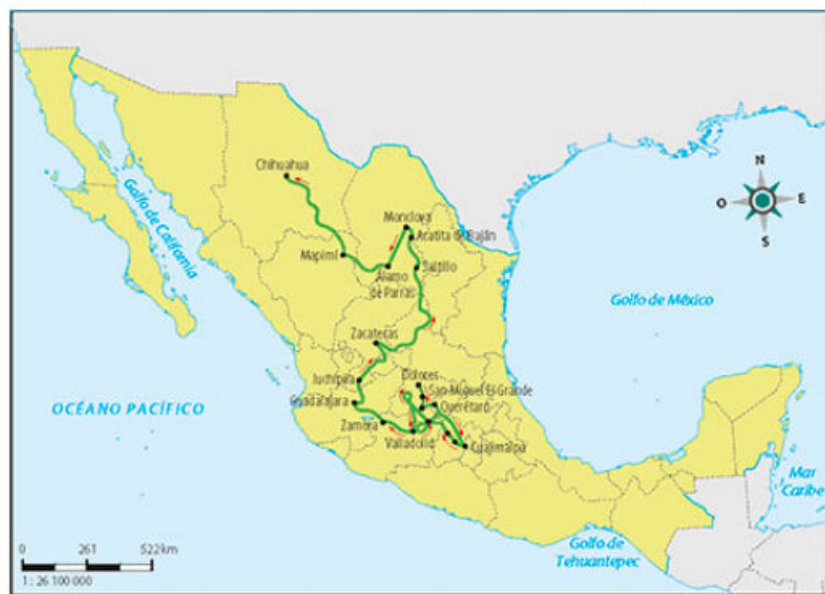 Chihuahua
Golfo de California
Monclova
Acatita de Baján
Mapimí
Saltillo
Álamo
de Parras
Zacatecas
Golfo de México
N
O
E
S
Dolores
San Miguel El Grande
Juchipila
Querétaro
Guadalajara
OCÉANO PACÍFICO
Zamora
Valladolid
Cuajimalpa
Mar
Caribe
Golfo de
Tehuantepec
0 261 522 km
1 : 26 100 000